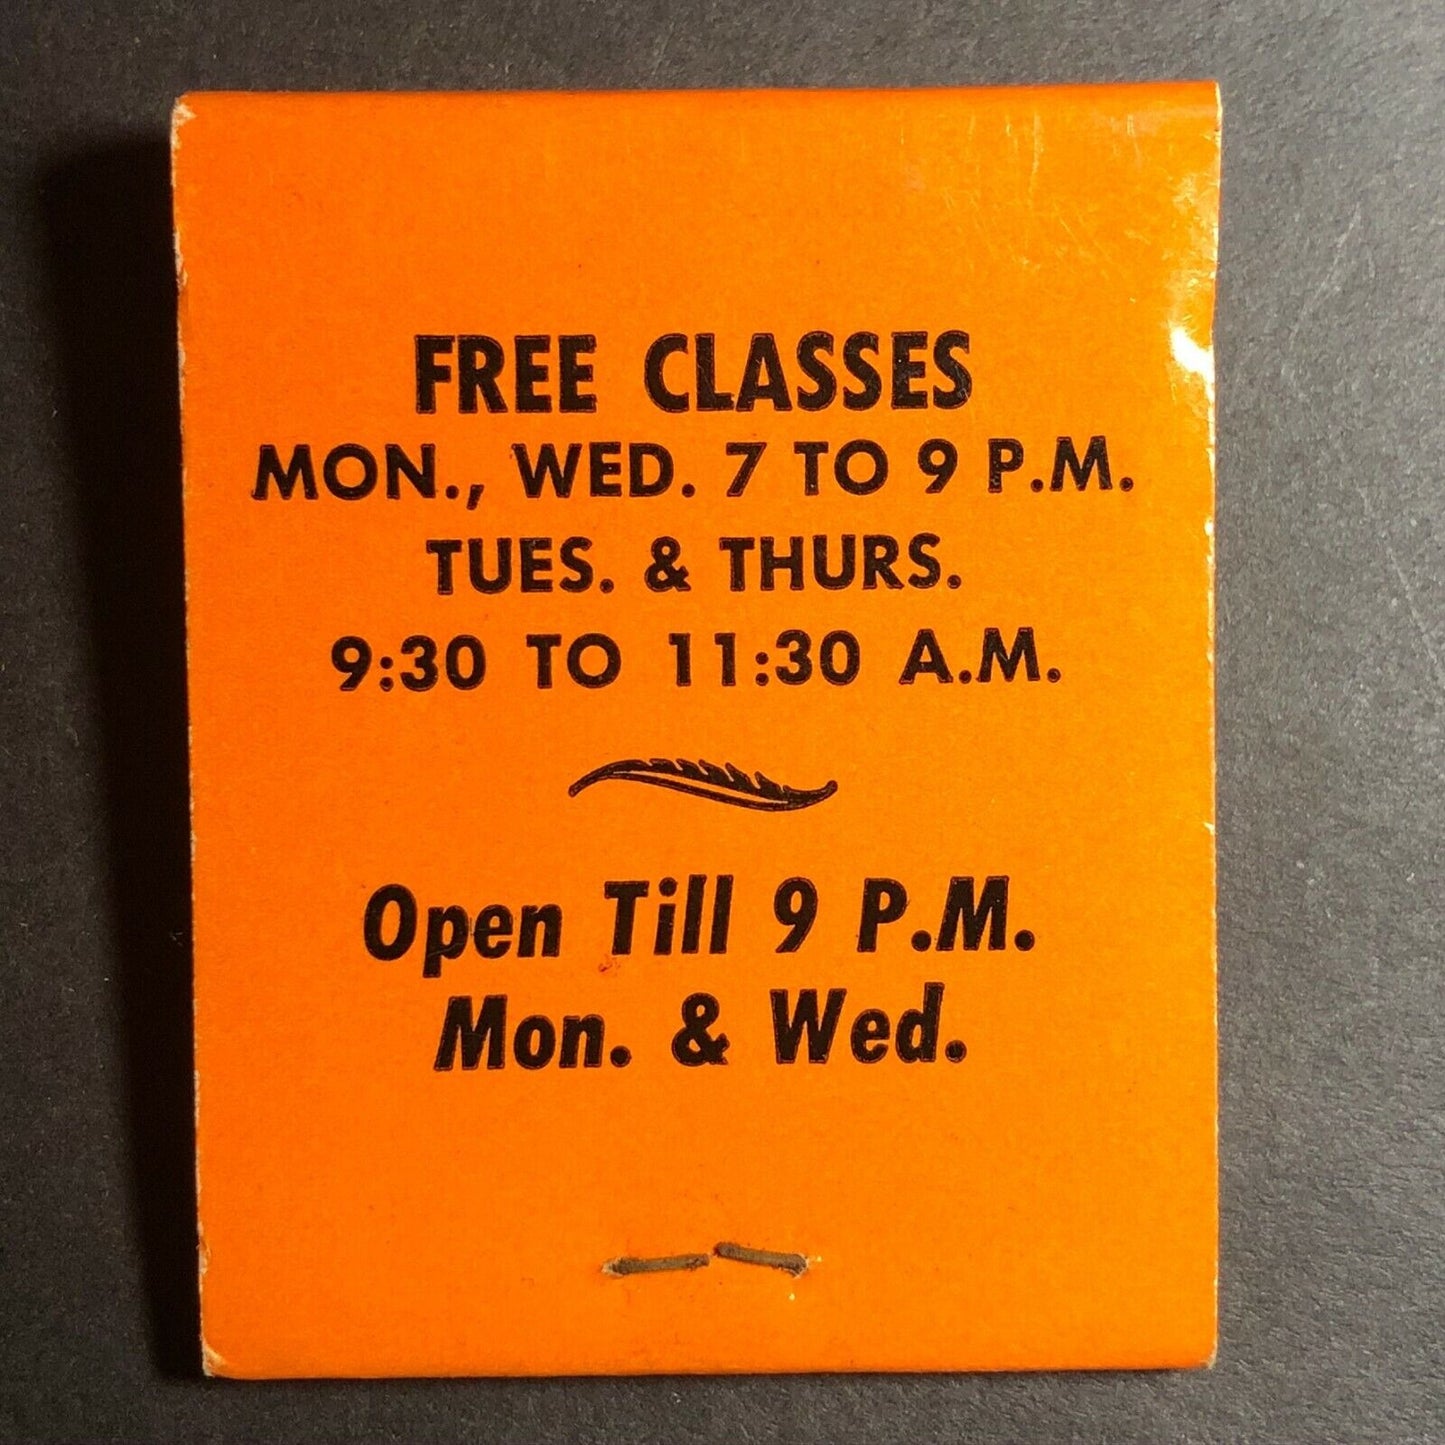 FREE CLASSES
MON., WED. 7 TO 9 P.M.
TUES. & THURS.
9:30 TO 11:30 A.M.
Open Till 9 P.M.
Mon. & Wed.